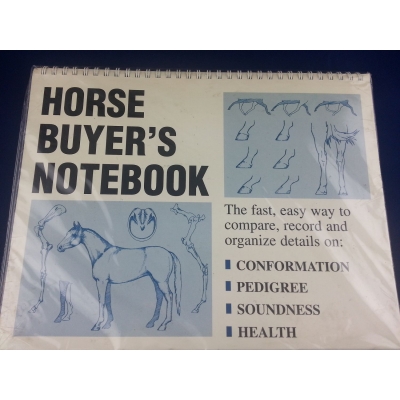 HORSE
BUYER'S
NOTEBOOK
The fast, easy way to
compare, record and
organize details on:
CONFORMATION
PEDIGREE
SOUNDNESS
HEALTH